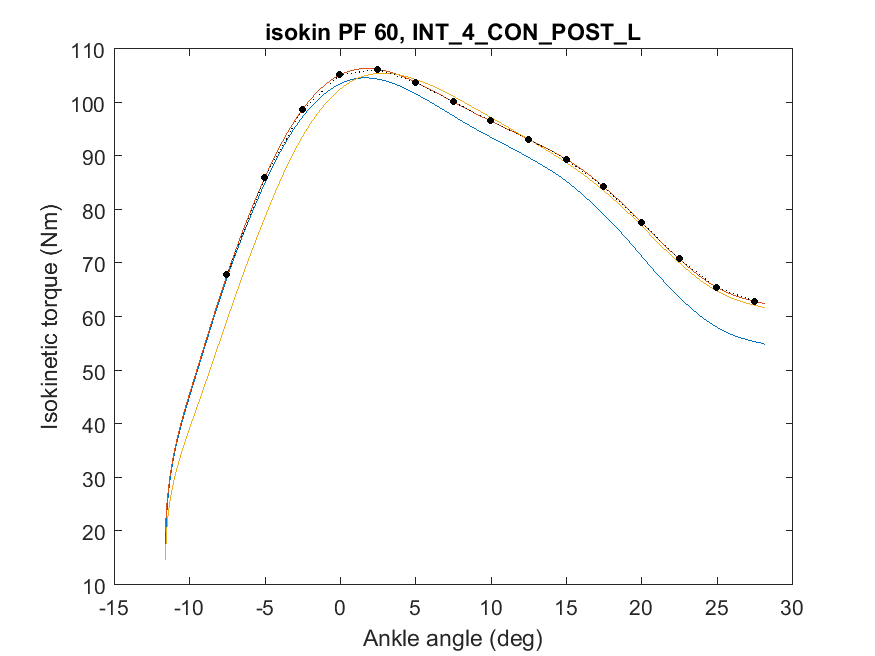 isokin PF 60, INT_4_CON_POST_L
110
100
90
80
70
60
50
40
30
20
10
Isokinetic torque (Nm)
-15 -10 -5 0 5 10 15 20 25 30
Ankle angle (deg)